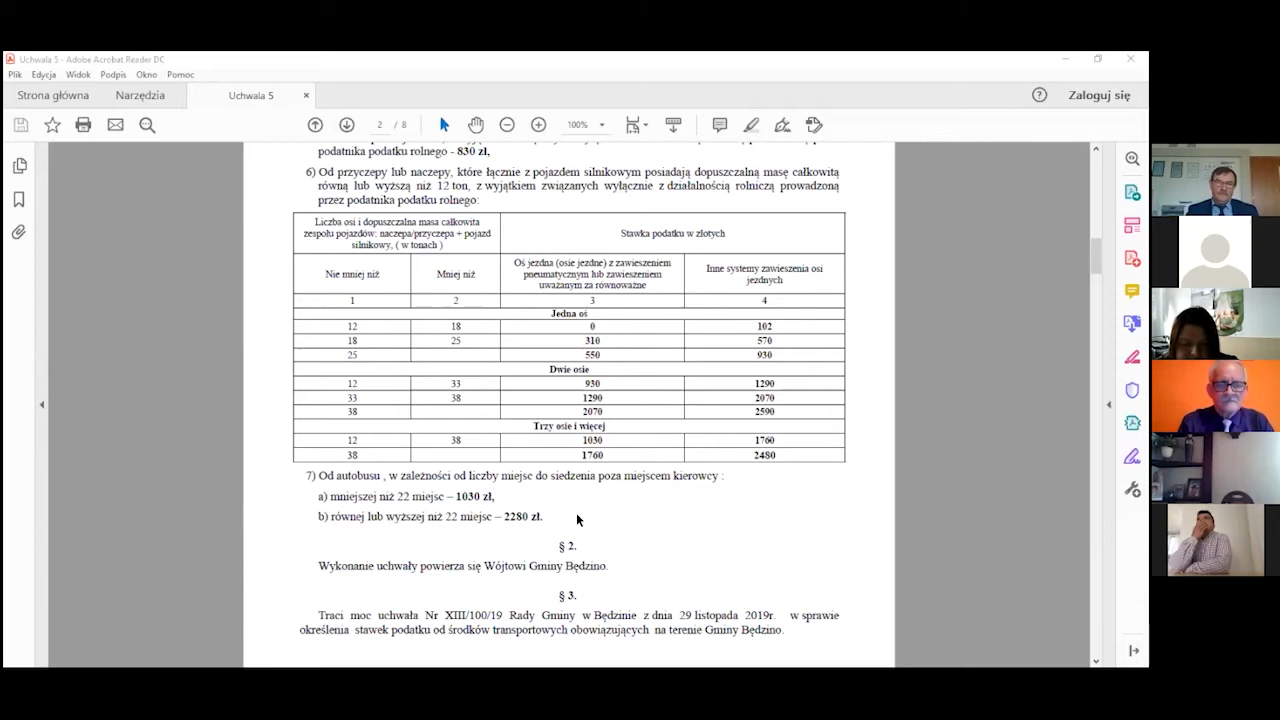 Uchwala 5 - Adobe Acrobat Reader DC
Plik Edycja Widok Podpis Okno Pomoc
Strona główna Narzędzia Uchwala 5 × Zaloguj się
2 / 8 100%
podatnika podatku rolnego - 830 zł,
6) Od przyczepy lub naczepy, które łącznie z pojazdem silnikowym posiadają dopuszczalną masę całkowitą
równą lub wyższą niż 12 ton, z wyjątkiem związanych wyłącznie z działalnością rolniczą prowadzoną
przez podatnika podatku rolnego:
Liczba osi i dopuszczalna masa całkowita
zespołu pojazdów: naczepa/przyczepa + pojazd
silnikowy, ( w tonach )
Stawka podatku w złotych
Nie mniej niż
Mniej niż
Oś jezdna (osie jezdne) z zawieszeniem
pneumatycznym lub zawieszeniem
uważanym za równoważne
Inne systemy zawieszenia osi
jezdnych
1 2 3 4
Jedna oś
12 18 0 102
18 25 310 570
25 550 930
Dwie osie
12 33 930 1290
33 38 1290 2070
38 2070 2590
Trzy osie i więcej
12 38 1030 1760
38 1760 2480
7) Od autobusu , w zależności od liczby miejsc do siedzenia poza miejscem kierowcy :
a) mniejszej niż 22 miejsc – 1030 zł,
b) równej lub wyższej niż 22 miejsc – 2280 zł.
§ 2.
Wykonanie uchwały powierza się Wójtowi Gminy Będzino.
§ 3.
Traci moc uchwała Nr XIII/100/19 Rady Gminy w Będzinie z dnia 29 listopada 2019r. w sprawie
określenia stawek podatku od środków transportowych obowiązujących na terenie Gminy Będzino.